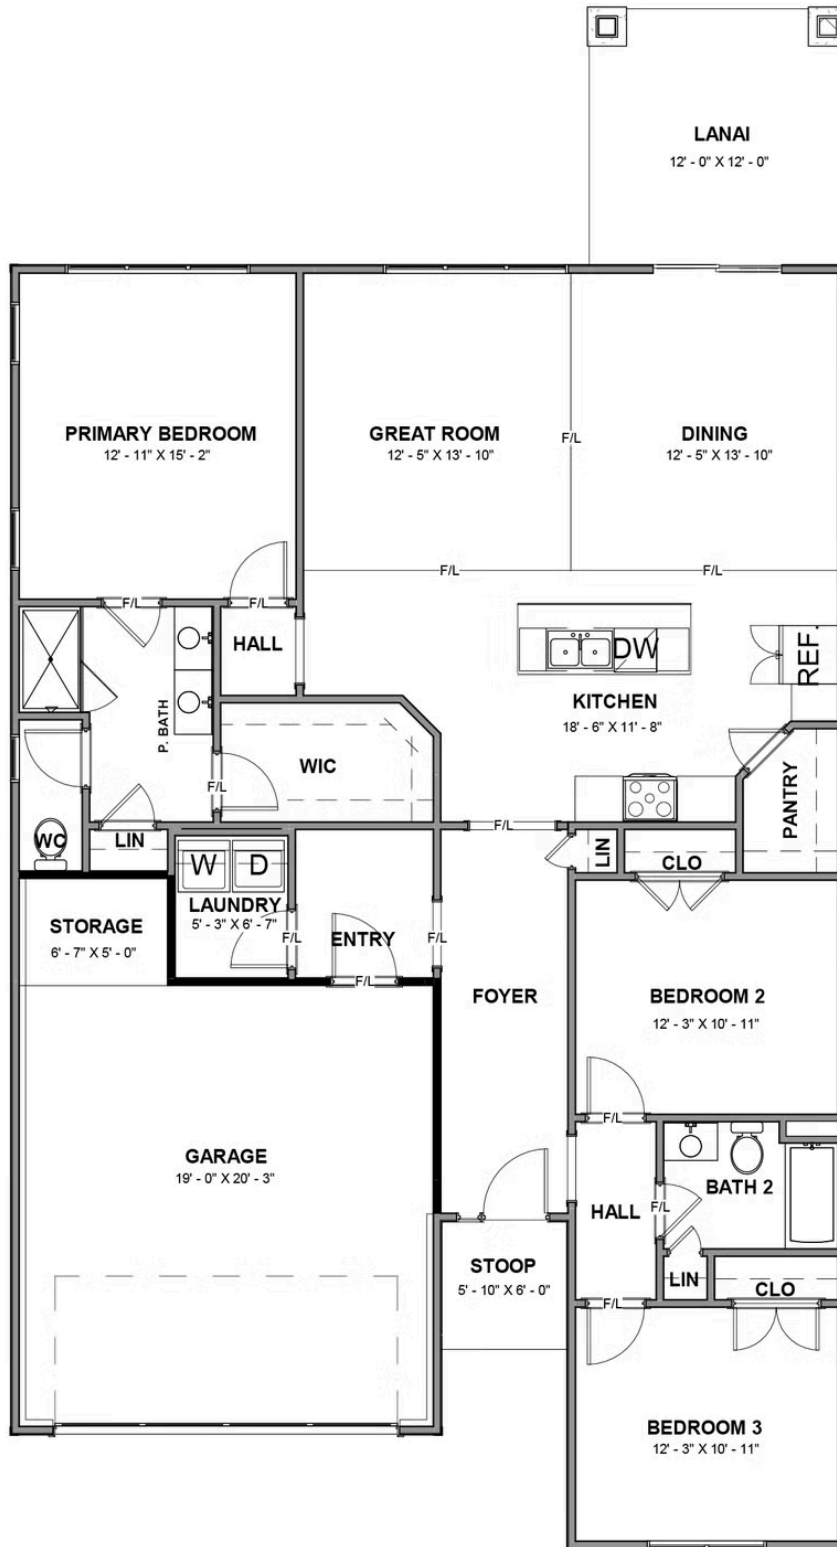 LANAI
12' - 0" X 12' - 0"
PRIMARY BEDROOM
12' - 11" X 15' - 2"
GREAT ROOM
12' - 5" X 13' - 10"
F/L
DINING
12' - 5" X 13' - 10"
F/L
F/L
F/L
F/L
HALL
DW
REF.
KITCHEN
18' - 6" X 11' - 8"
P. BATH
WIC
F/L
PANTRY
F/L
WC
LIN
W
D
LIN
CLO
LAUNDRY
5' - 3" X 6' - 7"
STORAGE
6' - 7" X 5' - 0"
F/L
ENTRY
F/L
F/L
FOYER
BEDROOM 2
12' - 3" X 10' - 11"
F/L
GARAGE
19' - 0" X 20' - 3"
BATH 2
HALL
F/L
STOOP
5' - 10" X 6' - 0"
LIN
CLO
F/L
BEDROOM 3
12' - 3" X 10' - 11"